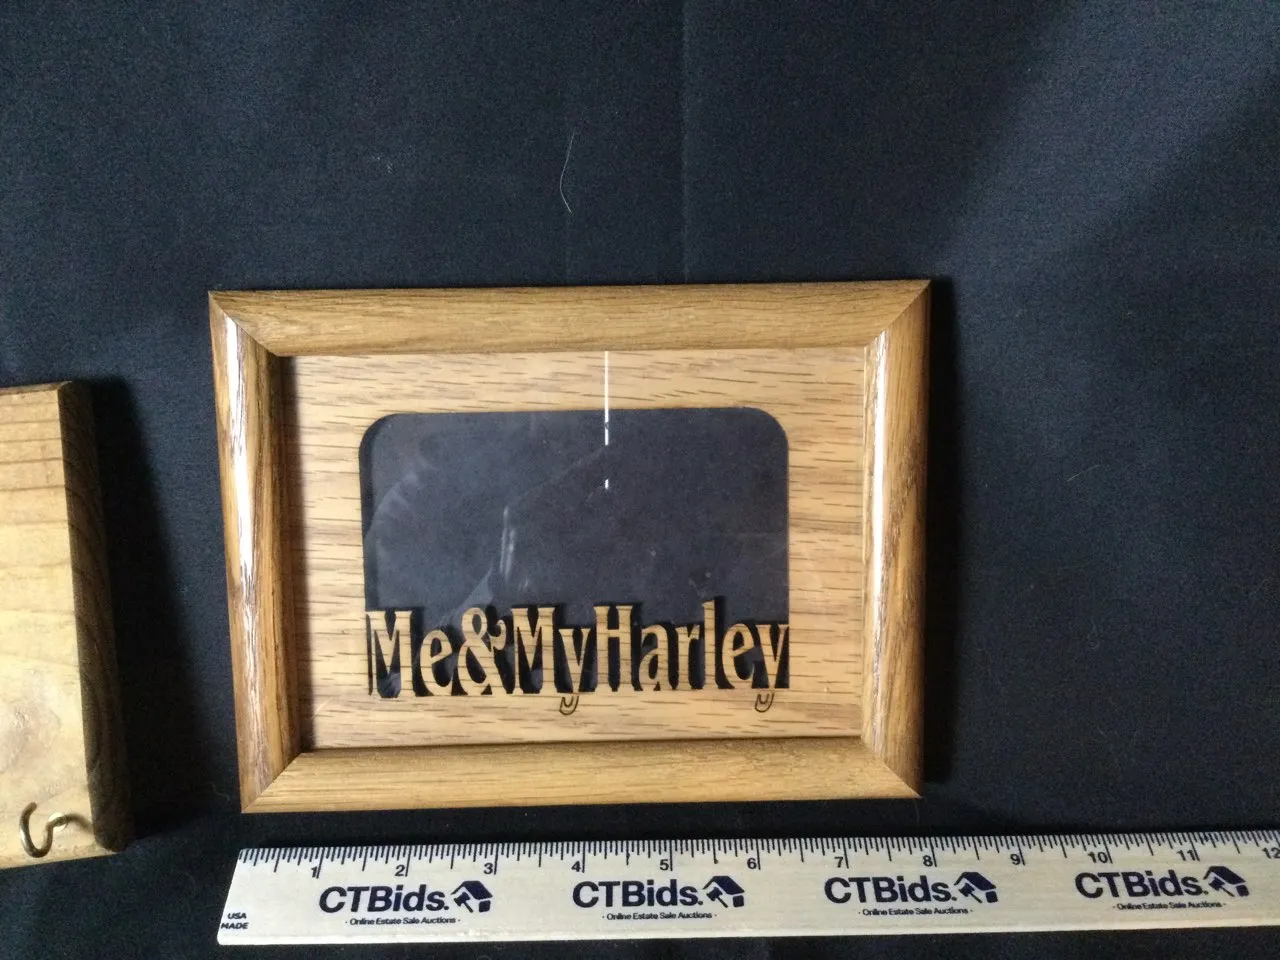 Me&MyHarley
1 2 3 4 5 6 7 8 9 10 11 12
CTBids. CTBids. CTBids. CTBids.
· Online Estate Sale Auctions · · Online Estate Sale Auctions · · Online Estate Sale Auctions · · Online Estate Sale Auctions ·
USA
MADE